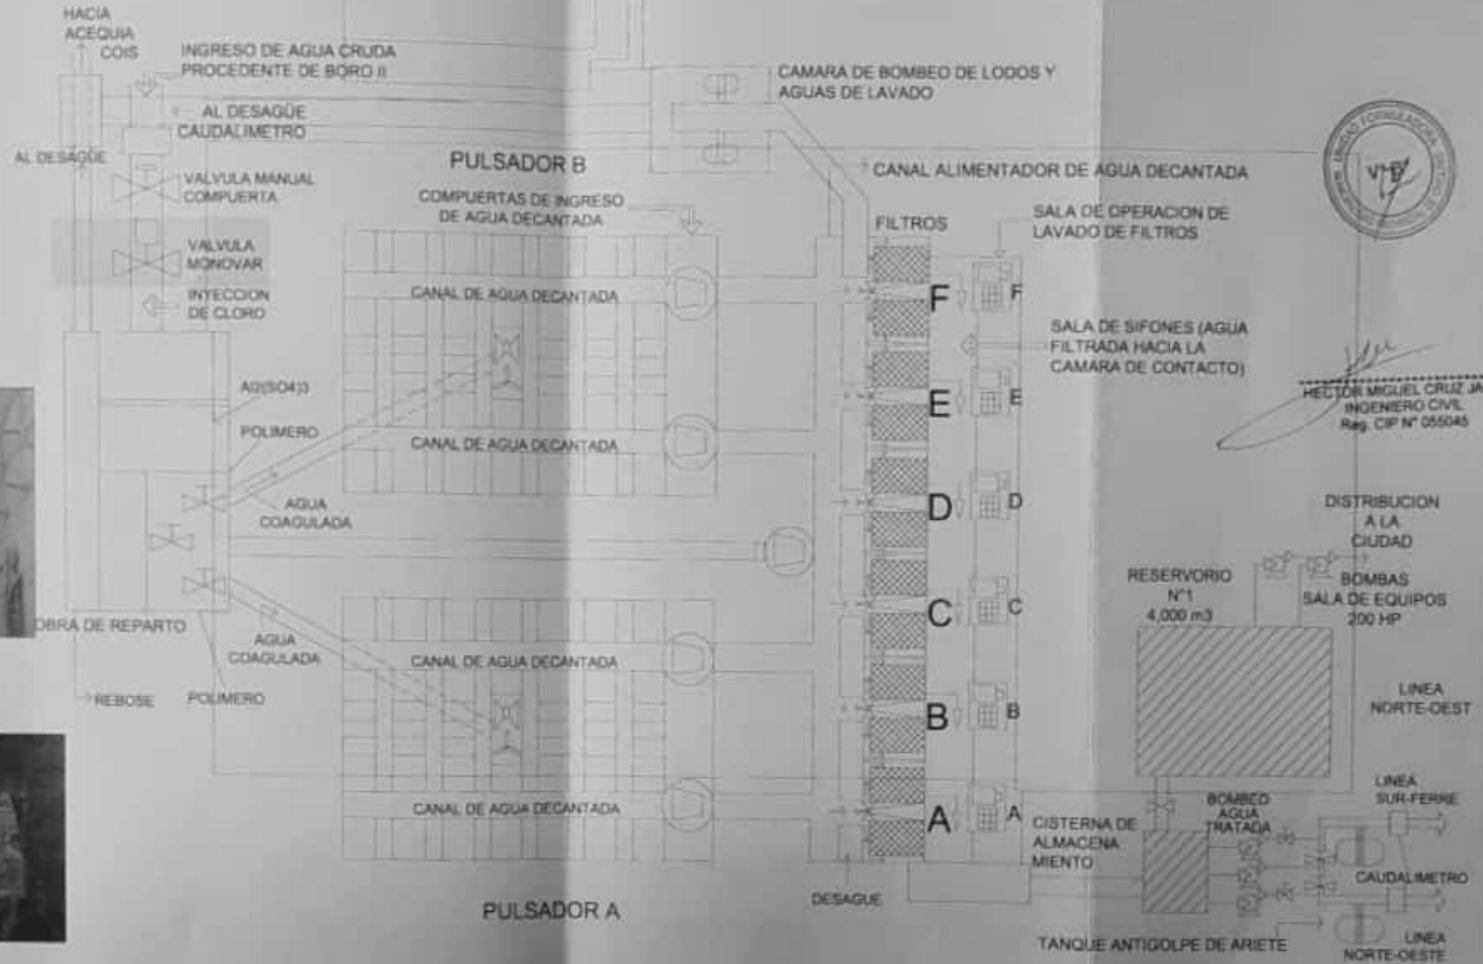 HACIA
ACEQUIA
COIS
INGRESO DE AGUA CRUDA
PROCEDENTE DE BORO II
AL DESAGÜE
CAUDALIMETRO
AL DESAGÜE
VALVULA MANUAL
COMPUERTA
VALVULA
MONOVAR
INYECCION
DE CLORO
Al2(SO4)3
POLIMERO
AGUA
COAGULADA
OBRA DE REPARTO
AGUA
COAGULADA
REBOSE
POLIMERO
PULSADOR B
COMPUERTAS DE INGRESO
DE AGUA DECANTADA
CANAL DE AGUA DECANTADA
CANAL DE AGUA DECANTADA
CANAL DE AGUA DECANTADA
CANAL DE AGUA DECANTADA
PULSADOR A
CAMARA DE BOMBEO DE LODOS Y
AGUAS DE LAVADO
CANAL ALIMENTADOR DE AGUA DECANTADA
FILTROS
SALA DE OPERACION DE
LAVADO DE FILTROS
F F
SALA DE SIFONES (AGUA
FILTRADA HACIA LA
CAMARA DE CONTACTO)
E E
D D
C C
B B
A A
DESAGUE
CISTERNA DE
ALMACENA
MIENTO
UNIDAD FORMULADORA
VºBº
HECTOR MIGUEL CRUZ JA
INGENIERO CIVIL
Reg. CIP N° 055045
DISTRIBUCION
A LA
CIUDAD
RESERVORIO
N°1
4,000 m3
BOMBAS
SALA DE EQUIPOS
200 HP
LINEA
NORTE-OEST
LINEA
SUR-FERRE
BOMBEO
AGUA
TRATADA
CAUDALIMETRO
TANQUE ANTIGOLPE DE ARIETE
LINEA
NORTE-OESTE